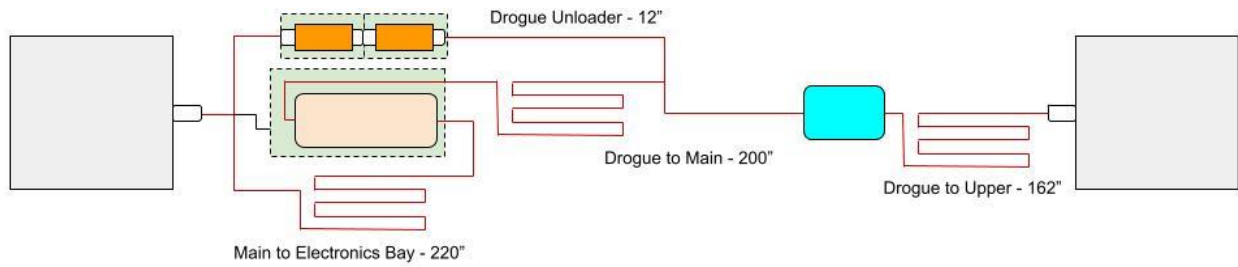 Drogue Unloader - 12”
Drogue to Main - 200”
Drogue to Upper - 162”
Main to Electronics Bay - 220”